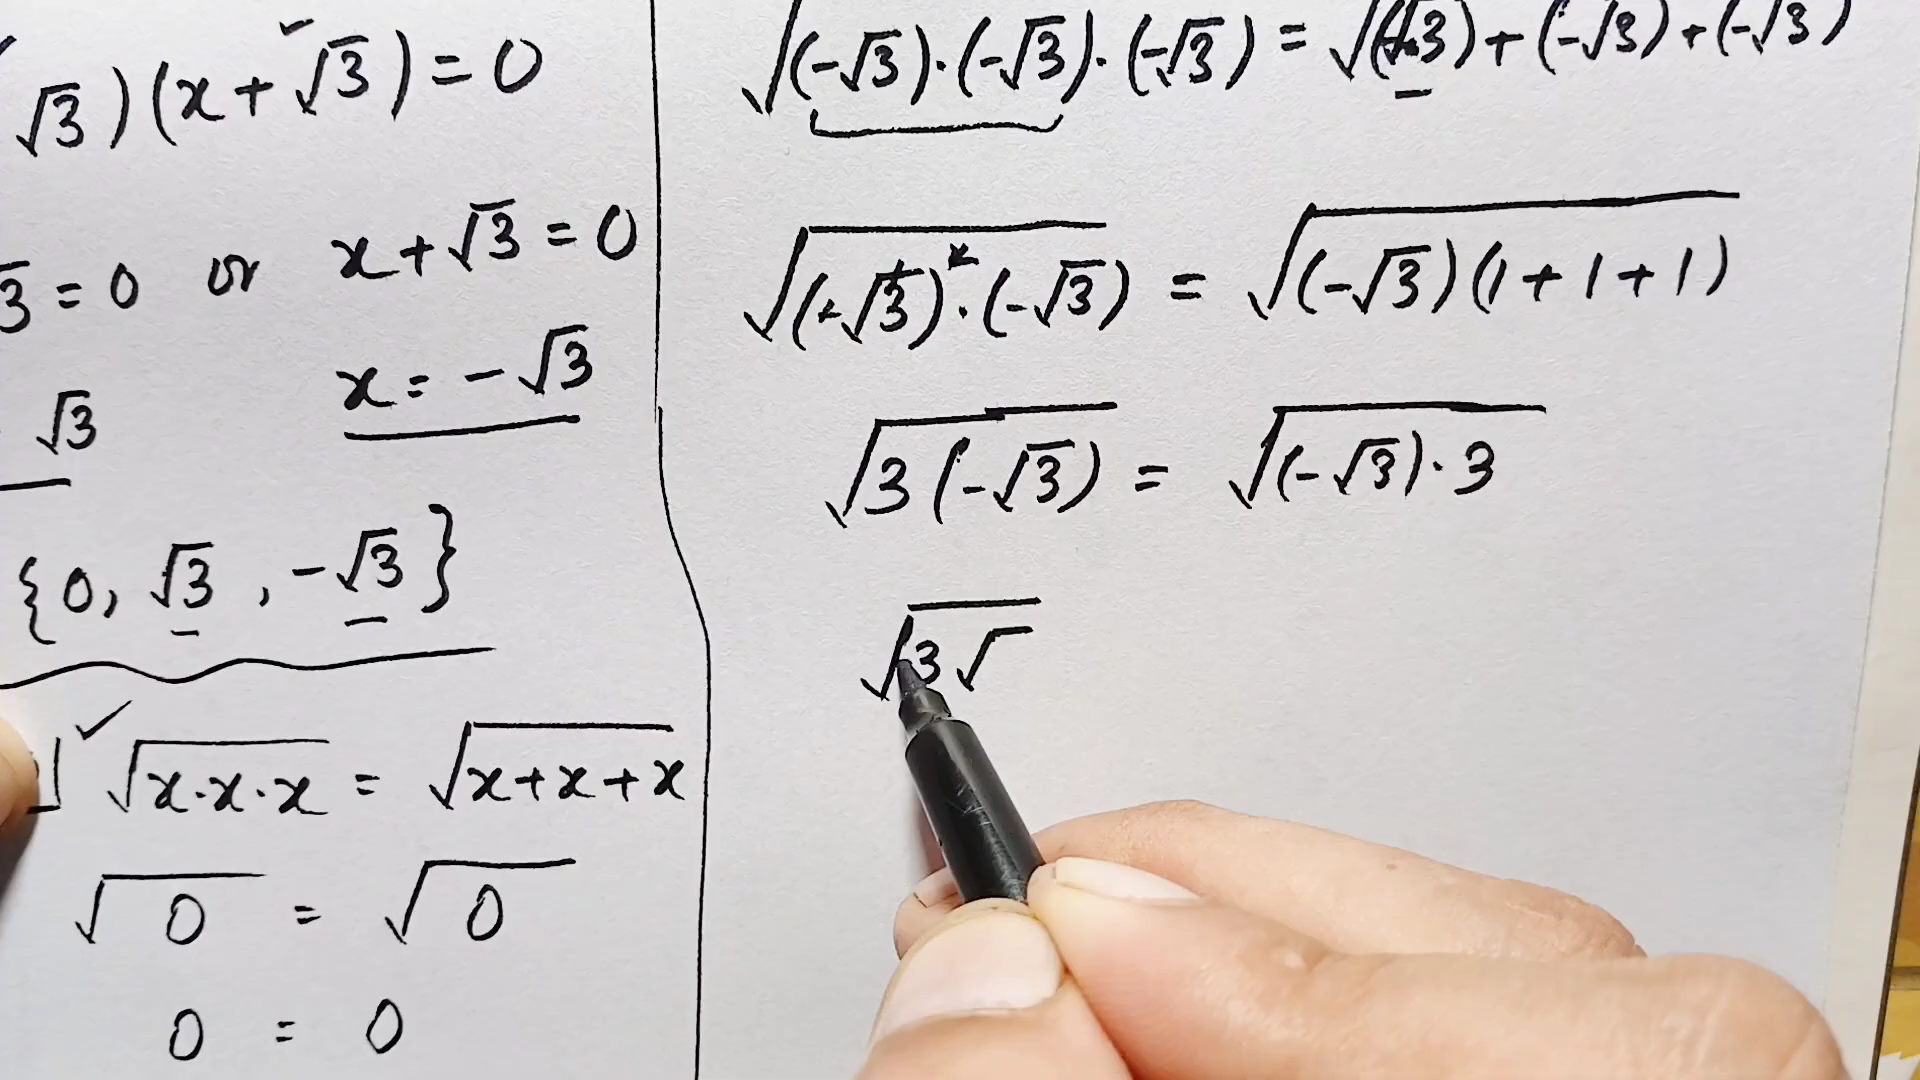 √3)(x+√3)=0
√3=0 or x+√3=0
√3 x=-√3
{0, √3, -√3}
] ✓ √x·x·x = √x+x+x
√0 = √0
0 = 0
√(-√3)·(-√3)·(-√3) = √(-√3)+(-√3)+(-√3)
√(-√3)²·(-√3) = √(-√3)(1+1+1)
√3(-√3) = √(-√3)·3
√3√